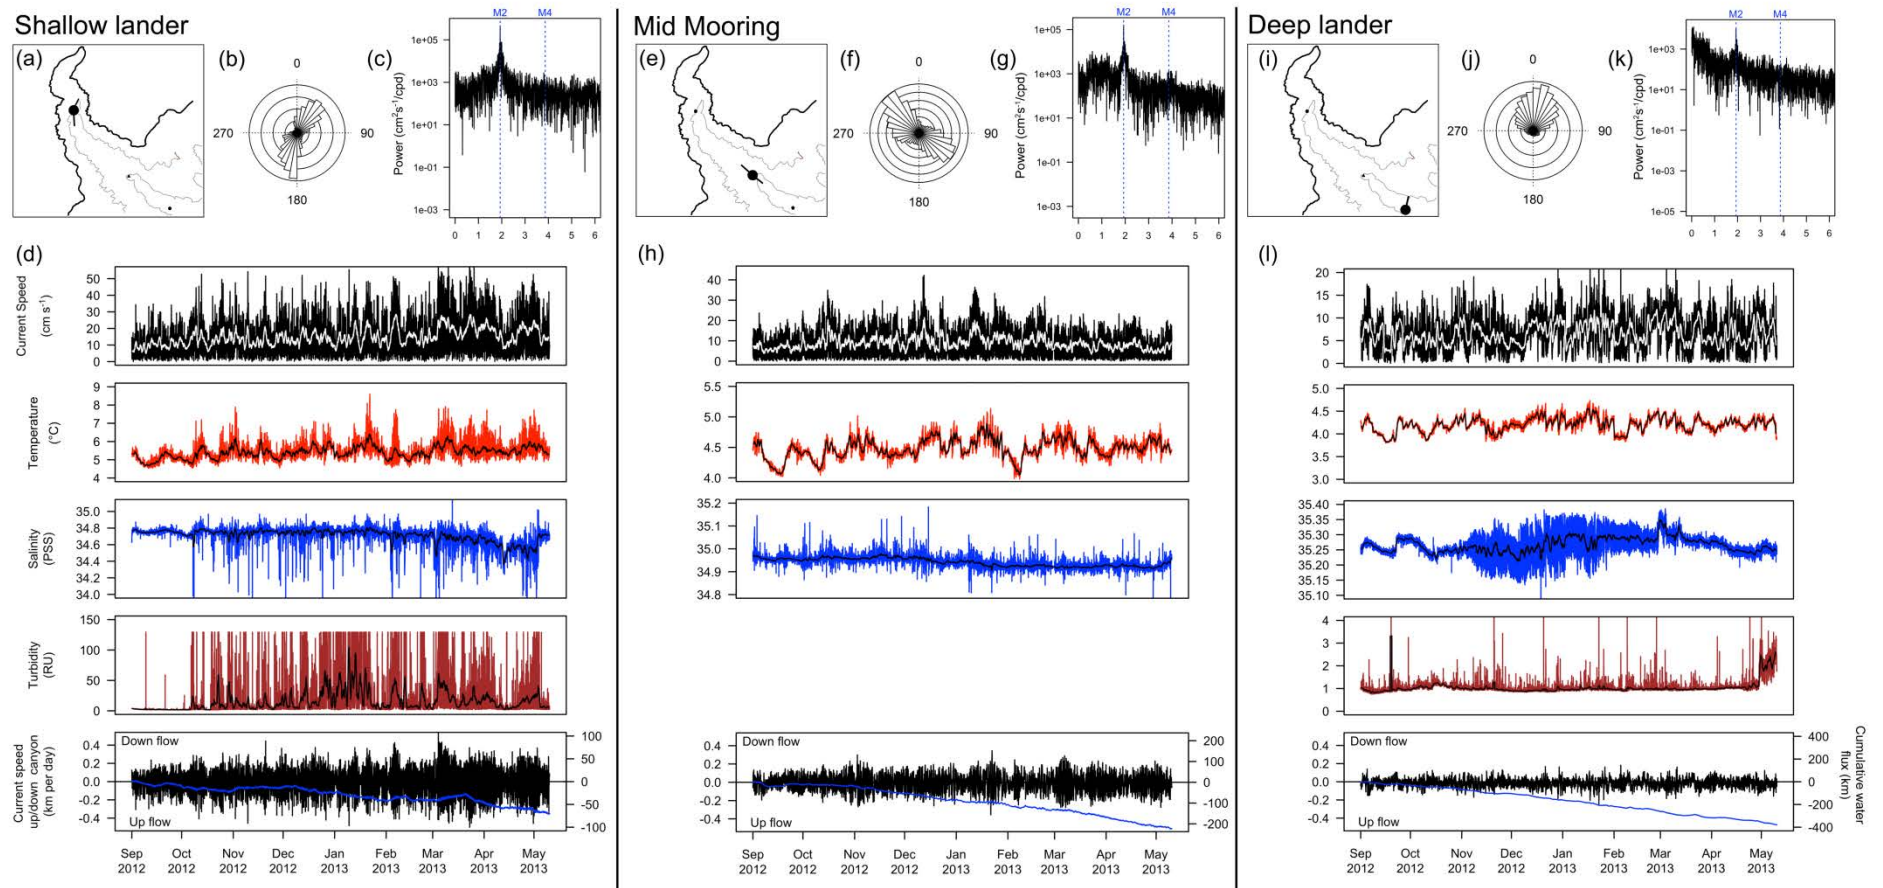 Shallow lander
(a)
(b)
0
270
90
180
(c)
M2
M4
Power (cm²s⁻¹/cpd)
1e+05
1e+03
1e+01
1e-01
1e-03
0 1 2 3 4 5 6
Mid Mooring
(e)
(f)
0
270
90
180
(g)
M2
M4
Power (cm²s⁻¹/cpd)
1e+05
1e+03
1e+01
1e-01
1e-03
0 1 2 3 4 5 6
Deep lander
(i)
(j)
0
270
90
180
(k)
M2
M4
Power (cm²s⁻¹/cpd)
1e+03
1e+01
1e-01
1e-03
1e-05
0 1 2 3 4 5 6
(d)
Current Speed
(cm s⁻¹)
50
40
30
20
10
0
Temperature
(°C)
9
8
7
6
5
4
Salinity
(PSS)
35.0
34.8
34.6
34.4
34.2
34.0
Turbidity
(RU)
150
100
50
0
Current speed
up/down canyon
(km per day)
0.4
0.2
0.0
-0.2
-0.4
Down flow
Up flow
100
50
0
-50
-100
Sep Oct Nov Dec Jan Feb Mar Apr May
2012 2012 2012 2012 2013 2013 2013 2013 2013
(h)
40
30
20
10
0
5.5
5.0
4.5
4.0
35.2
35.1
35.0
34.9
34.8
0.4
0.2
0.0
-0.2
-0.4
Down flow
Up flow
200
100
0
-100
-200
Sep Oct Nov Dec Jan Feb Mar Apr May
2012 2012 2012 2012 2013 2013 2013 2013 2013
(l)
20
15
10
5
0
5.0
4.5
4.0
3.5
3.0
35.40
35.35
35.30
35.25
35.20
35.15
35.10
4
3
2
1
0
0.4
0.2
0.0
-0.2
-0.4
Down flow
Up flow
400
200
0
-200
-400
Cumulative water
flux (km)
Sep Oct Nov Dec Jan Feb Mar Apr May
2012 2012 2012 2012 2013 2013 2013 2013 2013